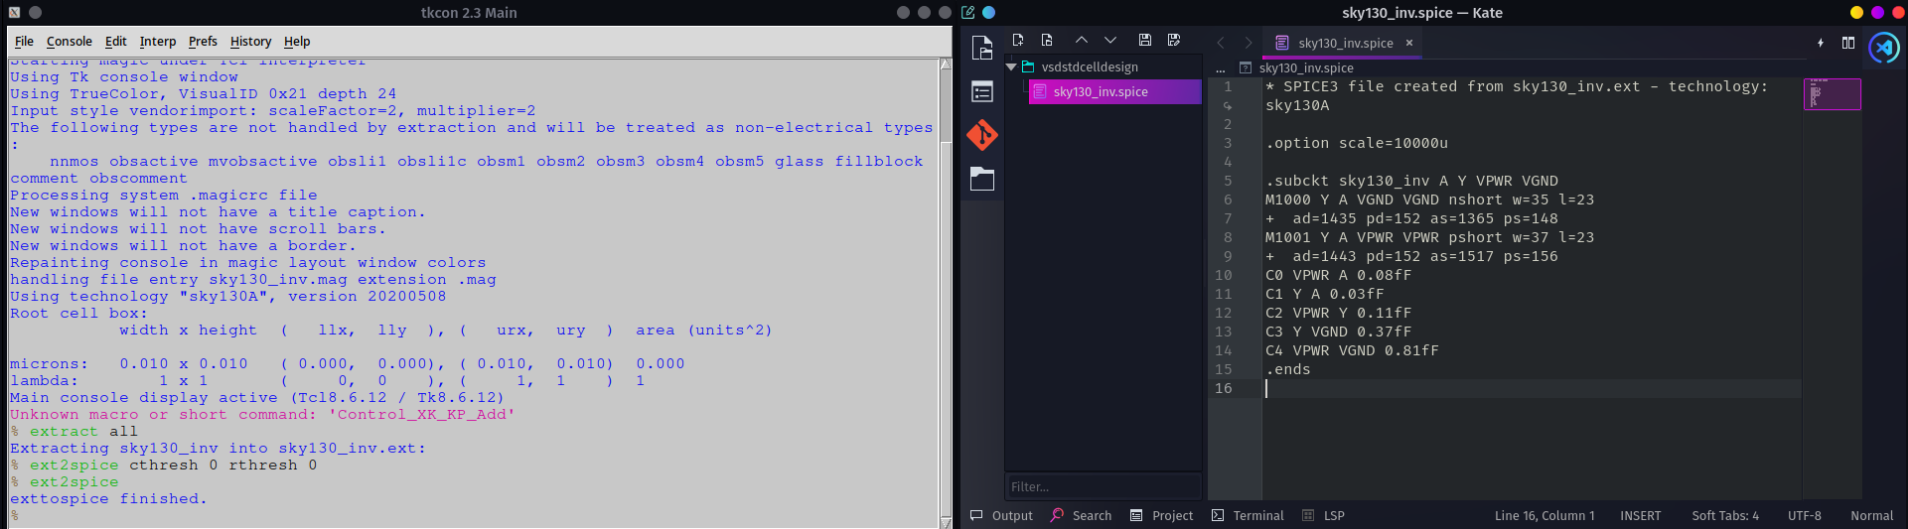 tkcon 2.3 Main
File Console Edit Interp Prefs History Help
Starting magic under Tcl interpreter
Using Tk console window
Using TrueColor, VisualID 0x21 depth 24
Input style vendorimport: scaleFactor=2, multiplier=2
The following types are not handled by extraction and will be treated as non-electrical types
:
nnmos obsactive mvobsactive obsli1 obsli1c obsm1 obsm2 obsm3 obsm4 obsm5 glass fillblock
comment obscomment
Processing system .magicrc file
New windows will not have a title caption.
New windows will not have scroll bars.
New windows will not have a border.
Repainting console in magic layout window colors
handling file entry sky130_inv.mag extension .mag
Using technology "sky130A", version 20200508
Root cell box:
width x height ( llx, lly ), ( urx, ury ) area (units^2)
microns: 0.010 x 0.010 ( 0.000, 0.000), ( 0.010, 0.010) 0.000
lambda: 1 x 1 ( 0, 0 ), ( 1, 1 ) 1
Main console display active (Tcl8.6.12 / Tk8.6.12)
Unknown macro or short command: 'Control_XK_KP_Add'
% extract all
Extracting sky130_inv into sky130_inv.ext:
% ext2spice cthresh 0 rthresh 0
% ext2spice
exttospice finished.
%
sky130_inv.spice — Kate
vsdstdcelldesign
sky130_inv.spice
Filter...
sky130_inv.spice ×
... sky130_inv.spice
1 * SPICE3 file created from sky130_inv.ext - technology:
sky130A
2
3 .option scale=10000u
4
5 .subckt sky130_inv A Y VPWR VGND
6 M1000 Y A VGND VGND nshort w=35 l=23
7 + ad=1435 pd=152 as=1365 ps=148
8 M1001 Y A VPWR VPWR pshort w=37 l=23
9 + ad=1443 pd=152 as=1517 ps=156
10 C0 VPWR A 0.08fF
11 C1 Y A 0.03fF
12 C2 VPWR Y 0.11fF
13 C3 Y VGND 0.37fF
14 C4 VPWR VGND 0.81fF
15 .ends
16
Output Search Project Terminal LSP Line 16, Column 1 INSERT Soft Tabs: 4 UTF-8 Normal